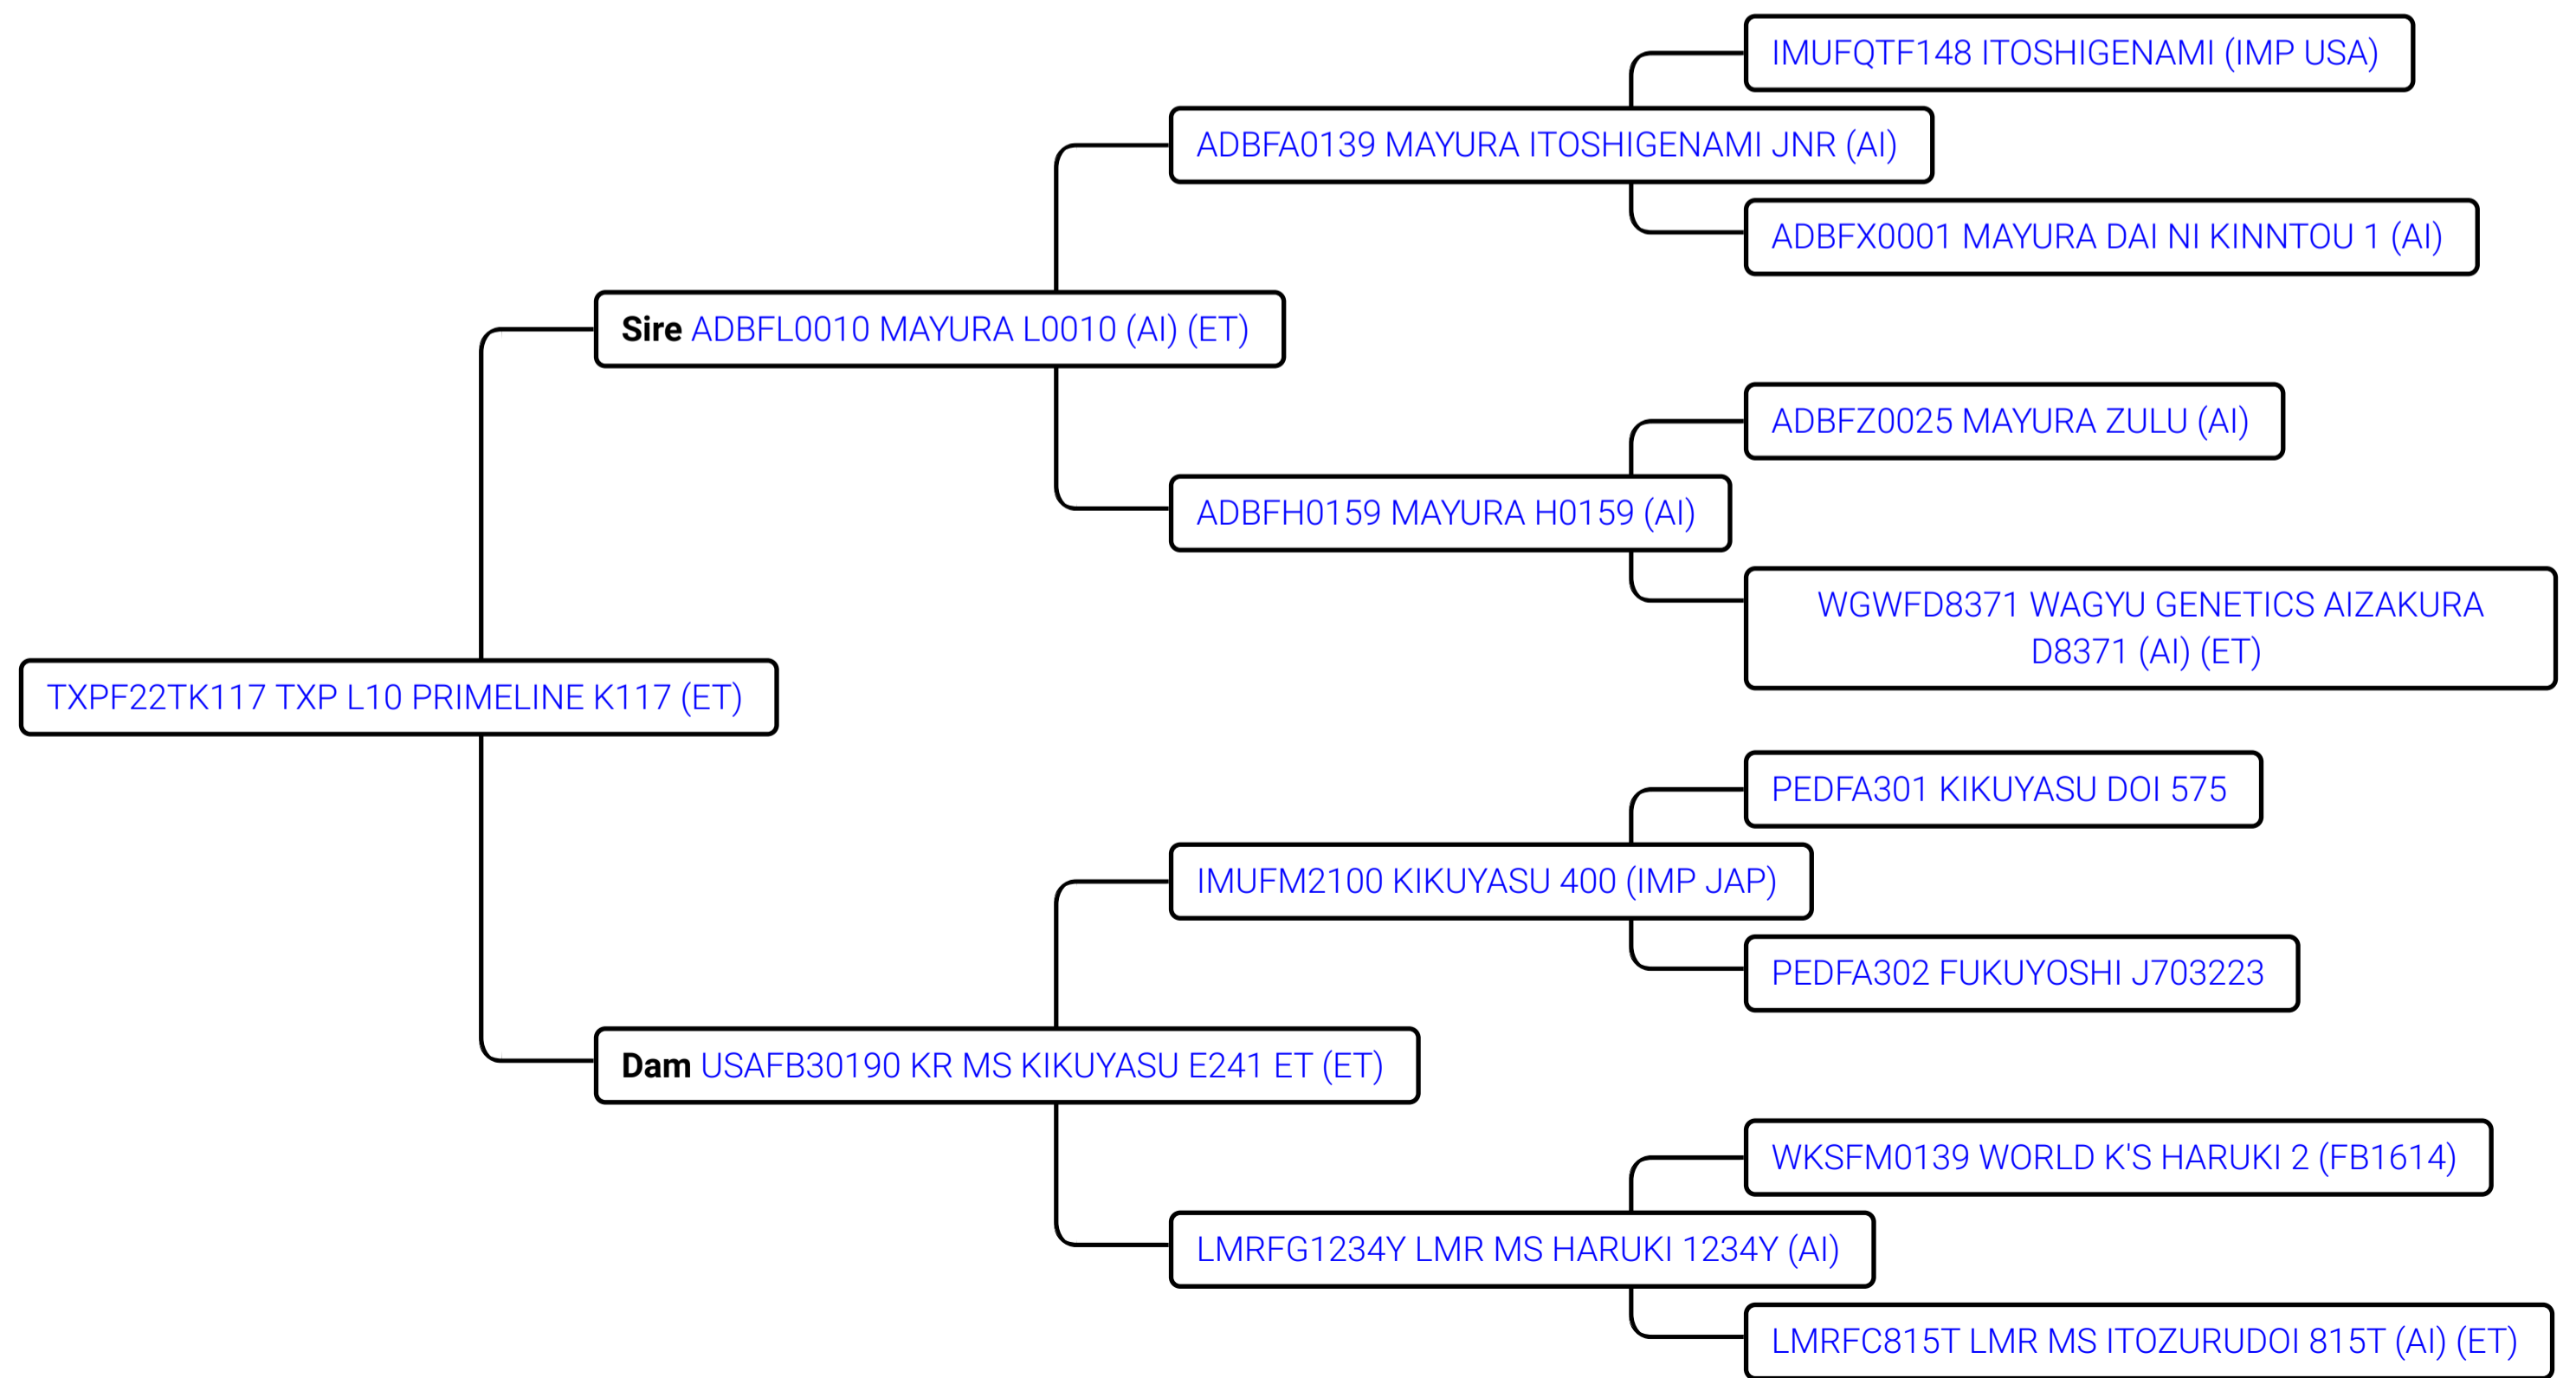 IMUFQTF148 ITOSHIGENAMI (IMP USA)
ADBFA0139 MAYURA ITOSHIGENAMI JNR (AI)
ADBFX0001 MAYURA DAI NI KINNTOU 1 (AI)
Sire ADBFL0010 MAYURA L0010 (AI) (ET)
ADBFZ0025 MAYURA ZULU (AI)
ADBFH0159 MAYURA H0159 (AI)
WGWFD8371 WAGYU GENETICS AIZAKURA
D8371 (AI) (ET)
TXPF22TK117 TXP L10 PRIMELINE K117 (ET)
PEDFA301 KIKUYASU DOI 575
IMUFM2100 KIKUYASU 400 (IMP JAP)
PEDFA302 FUKUYOSHI J703223
Dam USAFB30190 KR MS KIKUYASU E241 ET (ET)
WKSFM0139 WORLD K'S HARUKI 2 (FB1614)
LMRFG1234Y LMR MS HARUKI 1234Y (AI)
LMRFC815T LMR MS ITOZURUDOI 815T (AI) (ET)